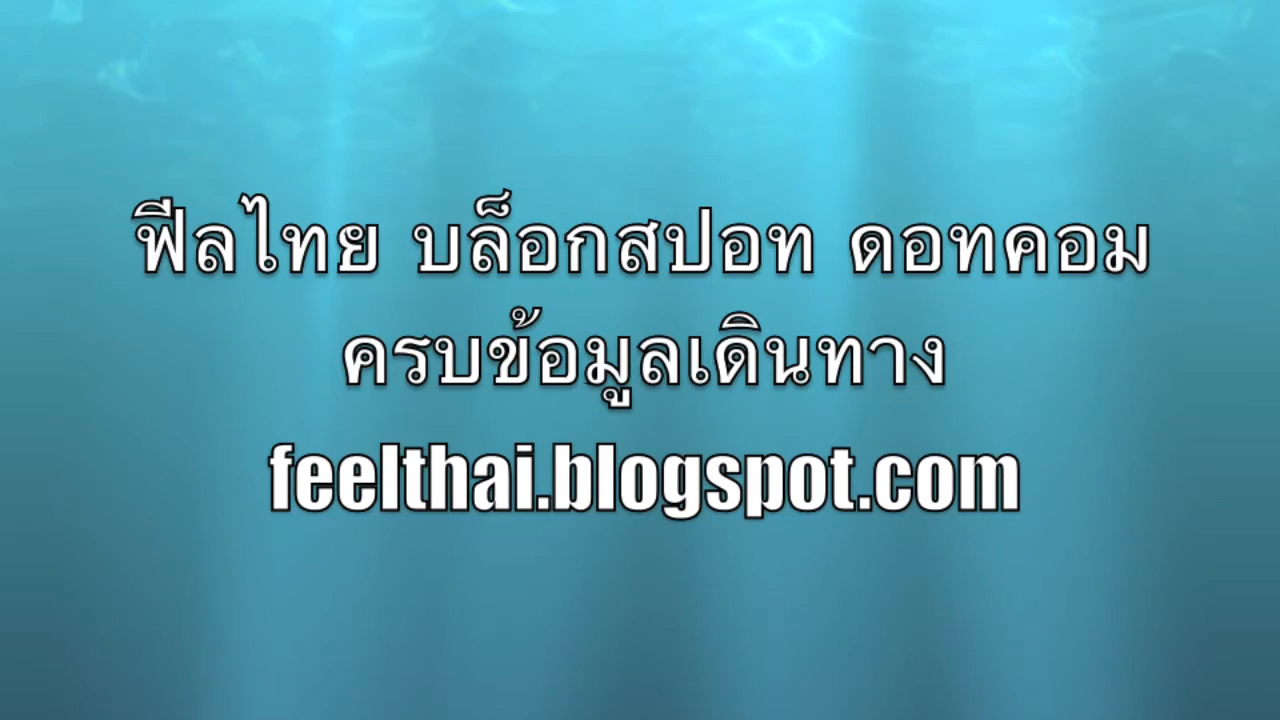 ฟีลไทย บล็อกสปอท ดอทคอม
ครบข้อมูลเดินทาง
feelthai.blogspot.com